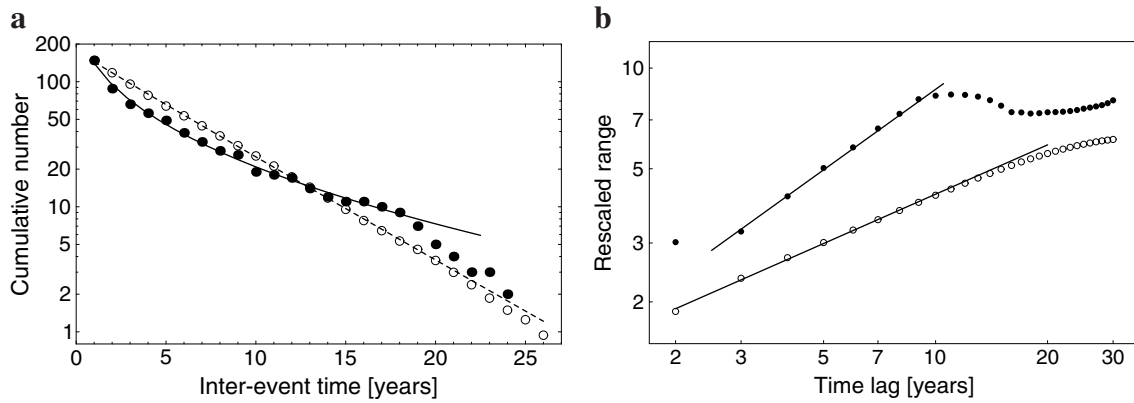 a
200
100
50
20
10
5
2
1
0 5 10 15 20 25
Cumulative number
Inter-event time [years]
b
10
7
5
3
2
2 3 5 7 10 20 30
Rescaled range
Time lag [years]